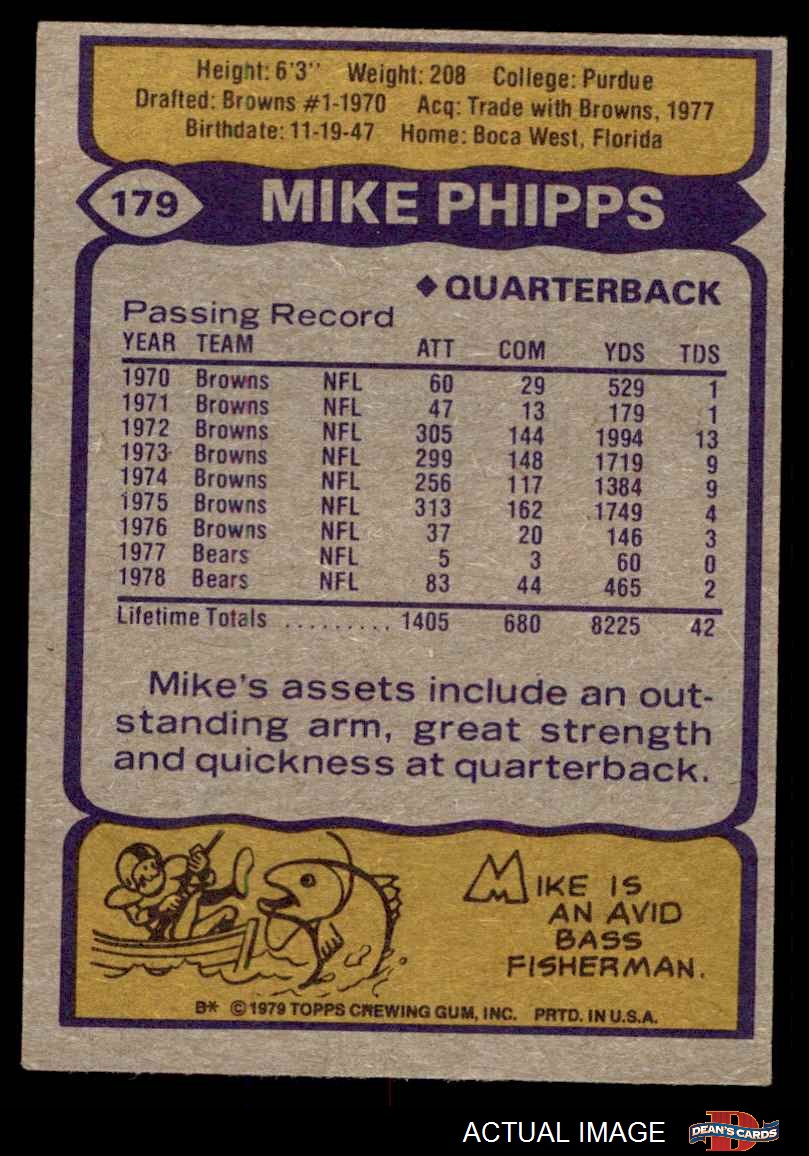 Height: 6'3'' Weight: 208 College: Purdue
Drafted: Browns #1-1970 Acq: Trade with Browns, 1977
Birthdate: 11-19-47 Home: Boca West, Florida
179 MIKE PHIPPS
◆ QUARTERBACK
Passing Record
YEAR TEAM ATT COM YDS TDS
1970 Browns NFL 60 29 529 1
1971 Browns NFL 47 13 179 1
1972 Browns NFL 305 144 1994 13
1973 Browns NFL 299 148 1719 9
1974 Browns NFL 256 117 1384 9
1975 Browns NFL 313 162 1749 4
1976 Browns NFL 37 20 146 3
1977 Bears NFL 5 3 60 0
1978 Bears NFL 83 44 465 2
Lifetime Totals ......... 1405 680 8225 42
Mike's assets include an out-
standing arm, great strength
and quickness at quarterback.
MIKE IS
AN AVID
BASS
FISHERMAN.
B* © 1979 TOPPS CHEWING GUM, INC. PRTD. IN U.S.A.
ACTUAL IMAGE
D
DEAN'S CARDS